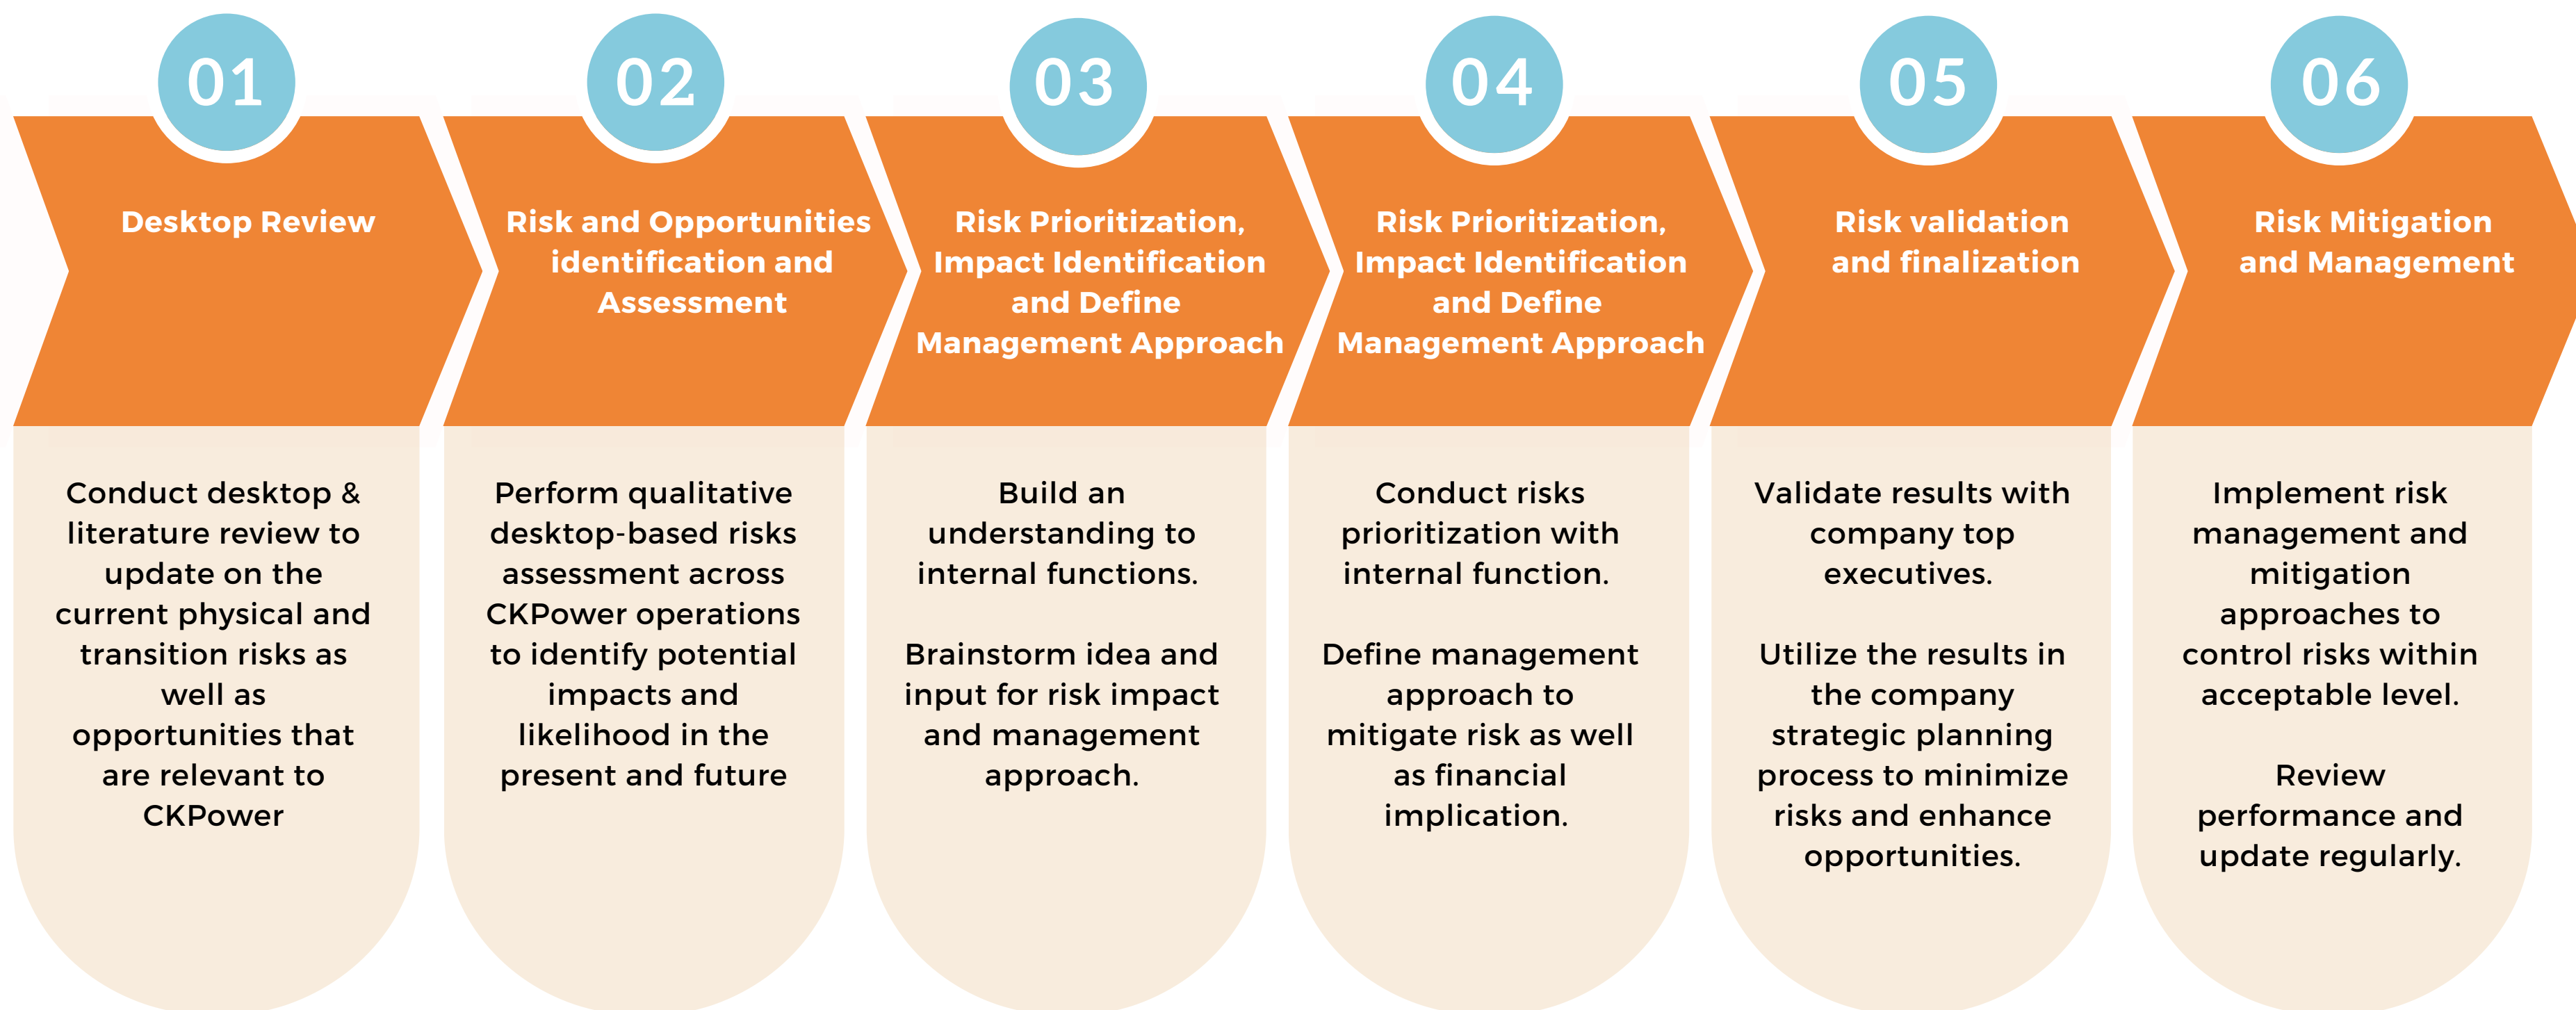 01
Desktop Review
Conduct desktop &
literature review to
update on the
current physical and
transition risks as
well as
opportunities that
are relevant to
CKPower
02
Risk and Opportunities
identification and
Assessment
Perform qualitative
desktop-based risks
assessment across
CKPower operations
to identify potential
impacts and
likelihood in the
present and future
03
Risk Prioritization,
Impact Identification
and Define
Management Approach
Build an
understanding to
internal functions.
Brainstorm idea and
input for risk impact
and management
approach.
04
Risk Prioritization,
Impact Identification
and Define
Management Approach
Conduct risks
prioritization with
internal function.
Define management
approach to
mitigate risk as well
as financial
implication.
05
Risk validation
and finalization
Validate results with
company top
executives.
Utilize the results in
the company
strategic planning
process to minimize
risks and enhance
opportunities.
06
Risk Mitigation
and Management
Implement risk
management and
mitigation
approaches to
control risks within
acceptable level.
Review
performance and
update regularly.